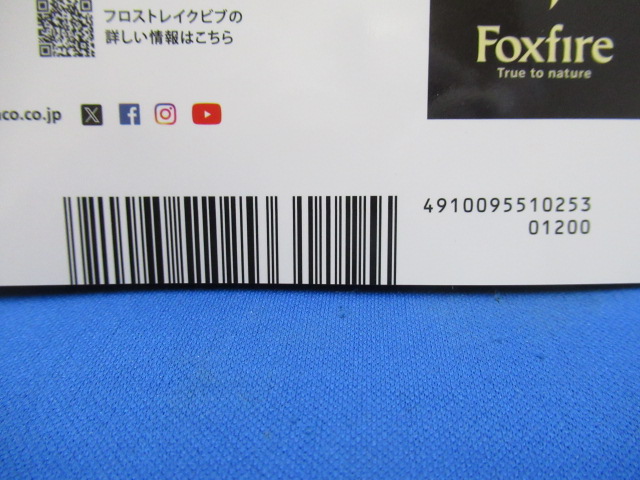 フロストレイクビブの
詳しい情報はこちら
Foxfire
True to nature
co.co.jp
4910095510253
01200